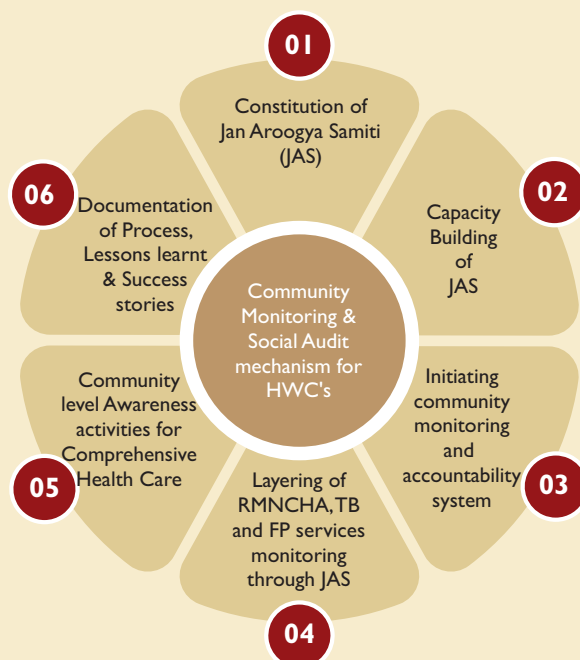 01
Constitution of
Jan Aroogya Samiti
(JAS)
02
Capacity
Building
of
JAS
Initiating
community
monitoring
and
accountability
system
03
Layering of
RMNCHA, TB
and FP services
monitoring
through JAS
04
Community
level Awareness
activities for
Comprehensive
Health Care
05
06
Documentation
of Process,
Lessons learnt
& Success
stories
Community
Monitoring &
Social Audit
mechanism for
HWC's